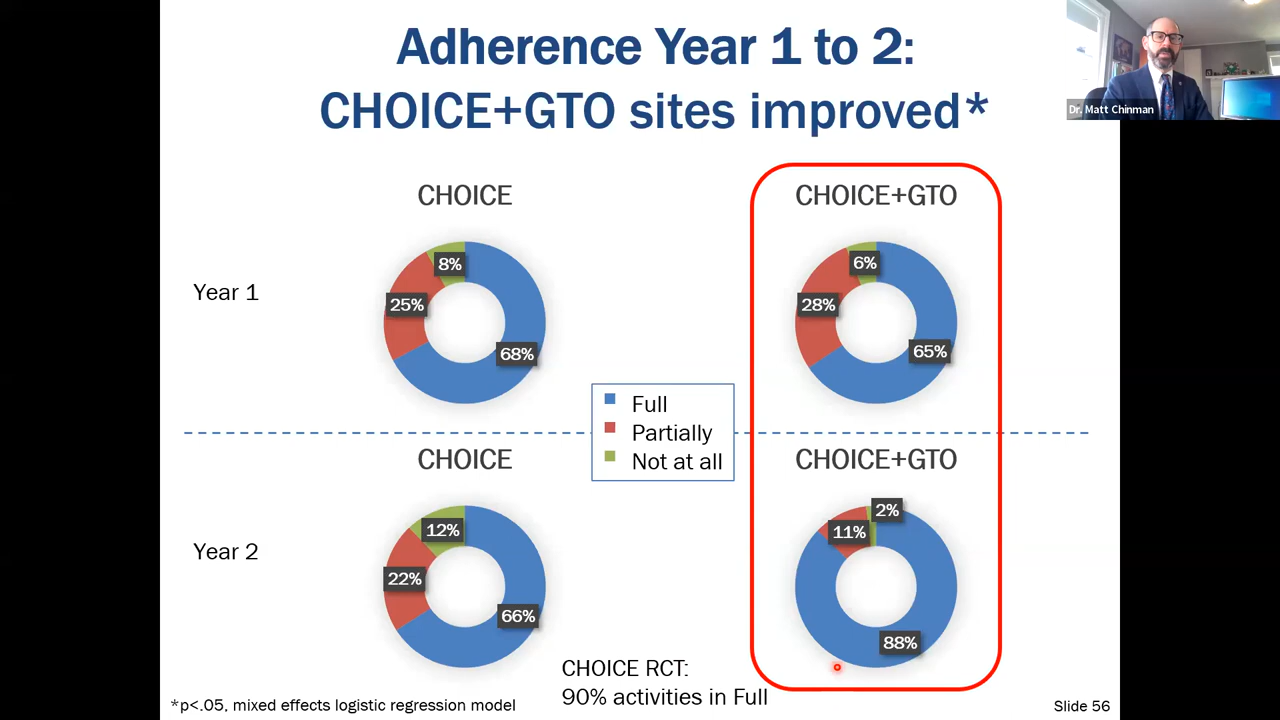 Adherence Year 1 to 2:
CHOICE+GTO sites improved*
Dr. Matt Chinman
CHOICE
CHOICE+GTO
Year 1
8%
25%
68%
6%
28%
65%
Full
Partially
Not at all
CHOICE
CHOICE+GTO
Year 2
12%
22%
66%
2%
11%
88%
CHOICE RCT:
90% activities in Full
*p<.05, mixed effects logistic regression model
Slide 56